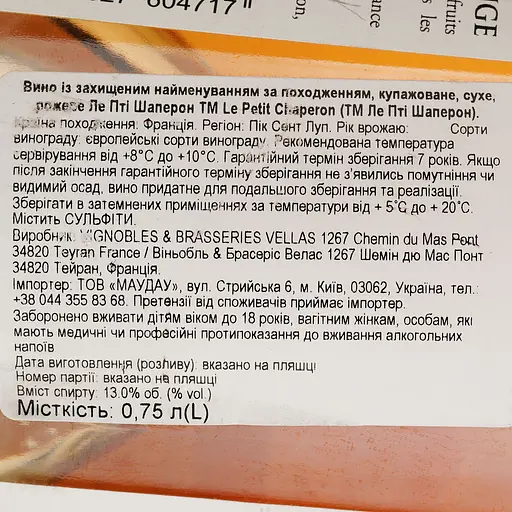 804717
UGE
fruits
s les
ance
on,
Вино із захищеним найменуванням за походженням, купажоване, сухе,
рожеве Ле Пті Шаперон ТМ Le Petit Chaperon (ТМ Ле Пті Шаперон).
Країна походження: Франція. Регіон: Пік Сент Луп. Рік врожаю: Сорти
винограду: європейські сорти винограду. Рекомендована температура
сервірування від +8°C до +10°C. Гарантійний термін зберігання 7 років. Якщо
після закінчення гарантійного терміну зберігання не з'явились помутніння чи
видимий осад, вино придатне для подальшого зберігання та реалізації.
Зберігати в затемнених приміщеннях за температури від + 5°C до + 20°C.
Містить СУЛЬФІТИ.
Виробник: VIGNOBLES & BRASSERIES VELLAS 1267 Chemin du Mas Pont
34820 Teyran France / Віньобль & Брасеріс Велас 1267 Шемін дю Мас Понт
34820 Тейран, Франція.
Імпортер: ТОВ «МАУДАУ», вул. Стрийська 6, м. Київ, 03062, Україна, тел.:
+38 044 355 83 68. Претензії від споживачів приймає імпортер.
Заборонено вживати дітям віком до 18 років, вагітним жінкам, особам, які
мають медичні чи професійні протипоказання до вживання алкогольних
напоїв
Дата виготовлення (розливу): вказано на пляшці
Номер партії: вказано на пляшці
Вміст спирту: 13.0% об. (% vol.)
Місткість: 0,75 л(L)